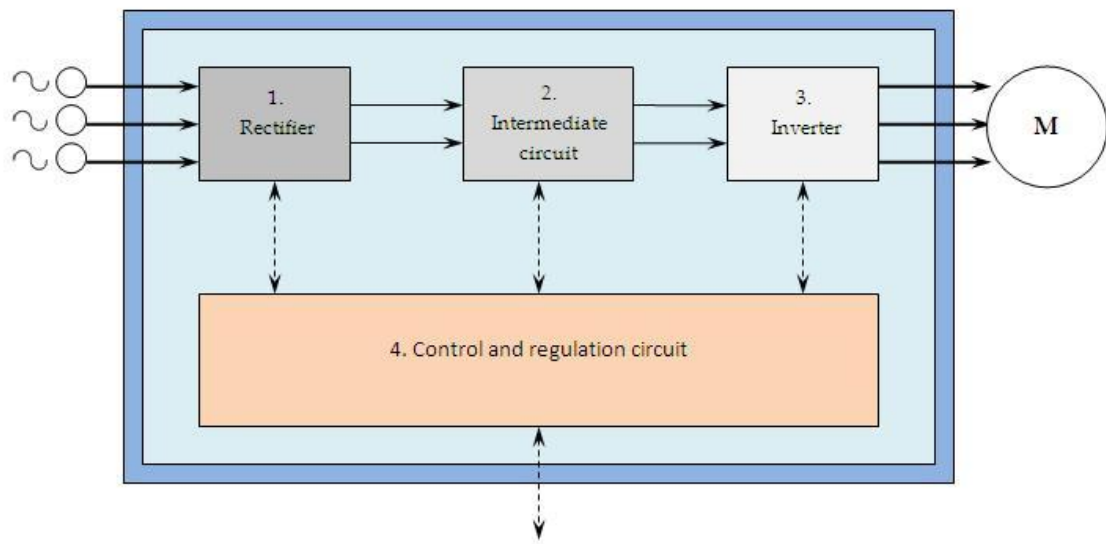 1.
Rectifier
2.
Intermediate
circuit
3.
Inverter
M
4. Control and regulation circuit